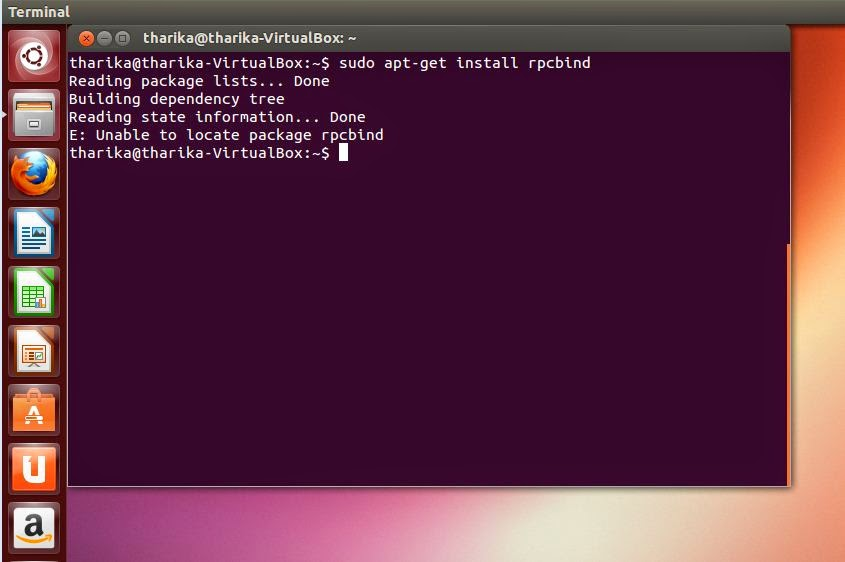 Terminal
tharika@tharika-VirtualBox: ~
tharika@tharika-VirtualBox:~$ sudo apt-get install rpcbind
Reading package lists... Done
Building dependency tree
Reading state information... Done
E: Unable to locate package rpcbind
tharika@tharika-VirtualBox:~$